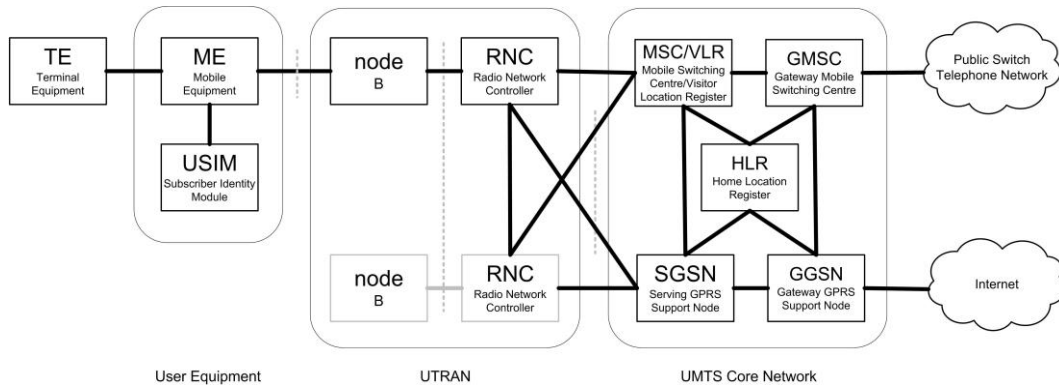 TE
Terminal
Equipment
ME
Mobile
Equipment
USIM
Subscriber Identity
Module
node
B
RNC
Radio Network
Controller
node
B
RNC
Radio Network
Controller
MSC/VLR
Mobile Switching
Centre/Visitor
Location Register
GMSC
Gateway Mobile
Switching Centre
HLR
Home Location
Register
SGSN
Serving GPRS
Support Node
GGSN
Gateway GPRS
Support Node
Public Switch
Telephone Network
Internet
User Equipment
UTRAN
UMTS Core Network